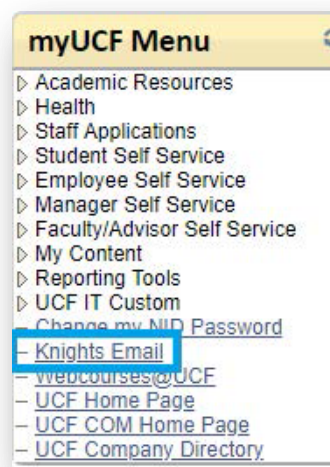 myUCF Menu
Academic Resources
Health
Staff Applications
Student Self Service
Employee Self Service
Manager Self Service
Faculty/Advisor Self Service
My Content
Reporting Tools
UCF IT Custom
– Change my NID Password
– Knights Email
– Webcourses@UCF
– UCF Home Page
– UCF COM Home Page
– UCF Company Directory